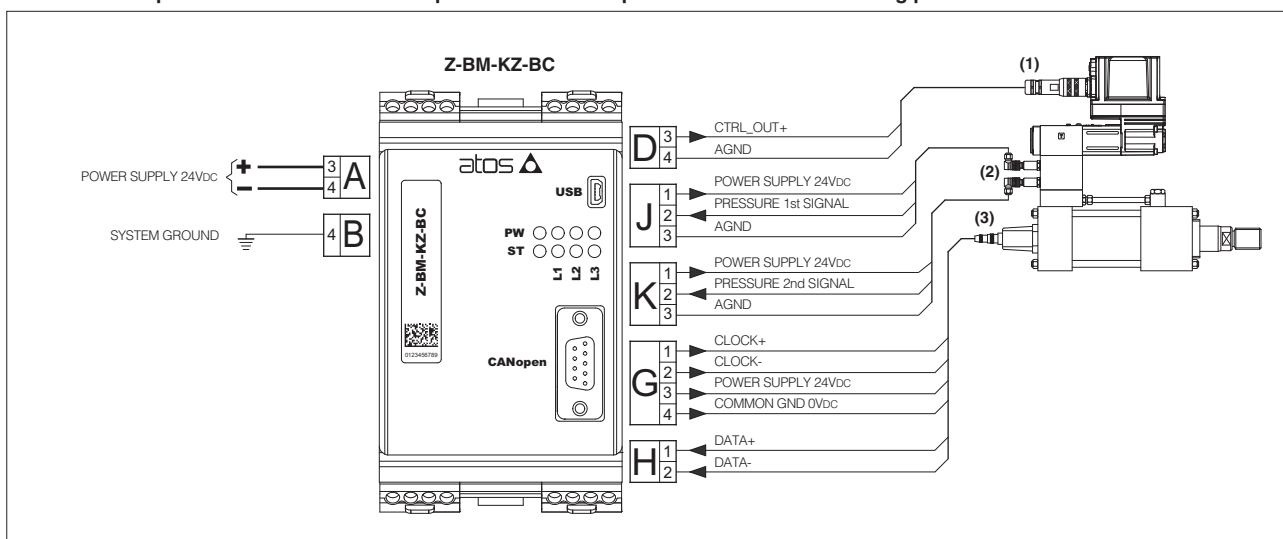 Z-BM-KZ-BC
(1)
D
3 CTRL_OUT+
4 AGND
atos
USB
POWER SUPPLY 24VDC
+
-
3
4
A
SYSTEM GROUND
4 B
Z-BM-KZ-BC
0123456789
PW
ST
L1
L2
L3
CANopen
J
1 POWER SUPPLY 24VDC
2 PRESSURE 1st SIGNAL
3 AGND
(2)
(3)
K
1 POWER SUPPLY 24VDC
2 PRESSURE 2nd SIGNAL
3 AGND
G
1 CLOCK+
2 CLOCK-
3 POWER SUPPLY 24VDC
4 COMMON GND 0VDC
H
1 DATA+
2 DATA-